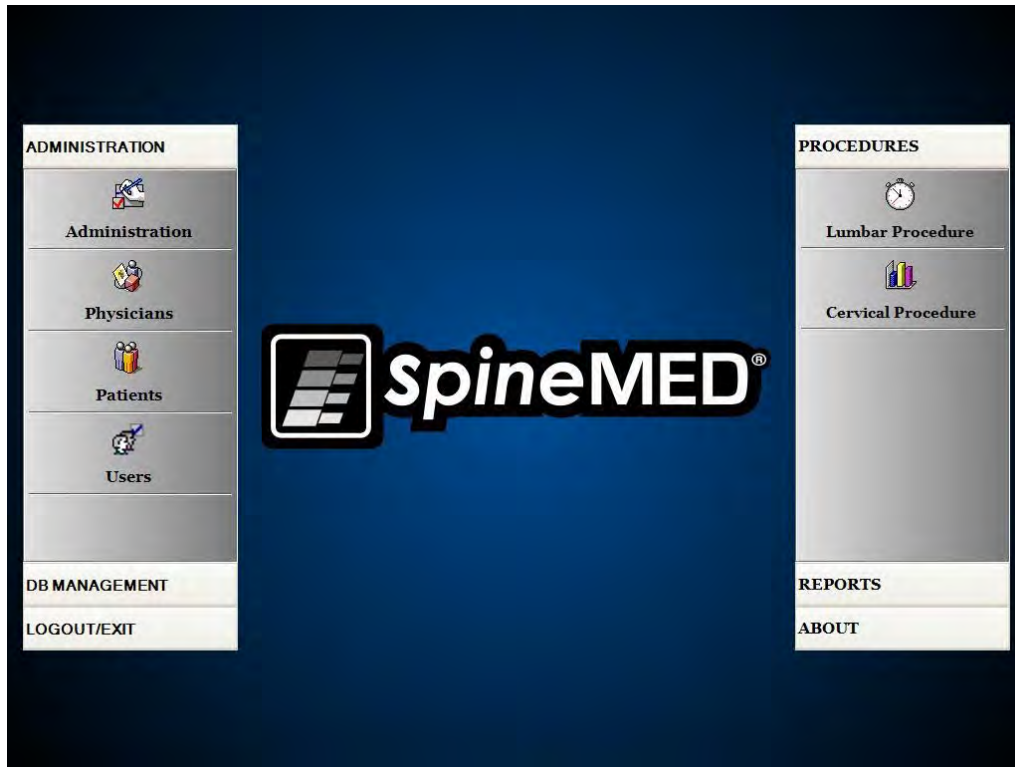 ADMINISTRATION
Administration
Physicians
Patients
Users
DB MANAGEMENT
LOGOUT/EXIT
SpineMED®
PROCEDURES
Lumbar Procedure
Cervical Procedure
REPORTS
ABOUT